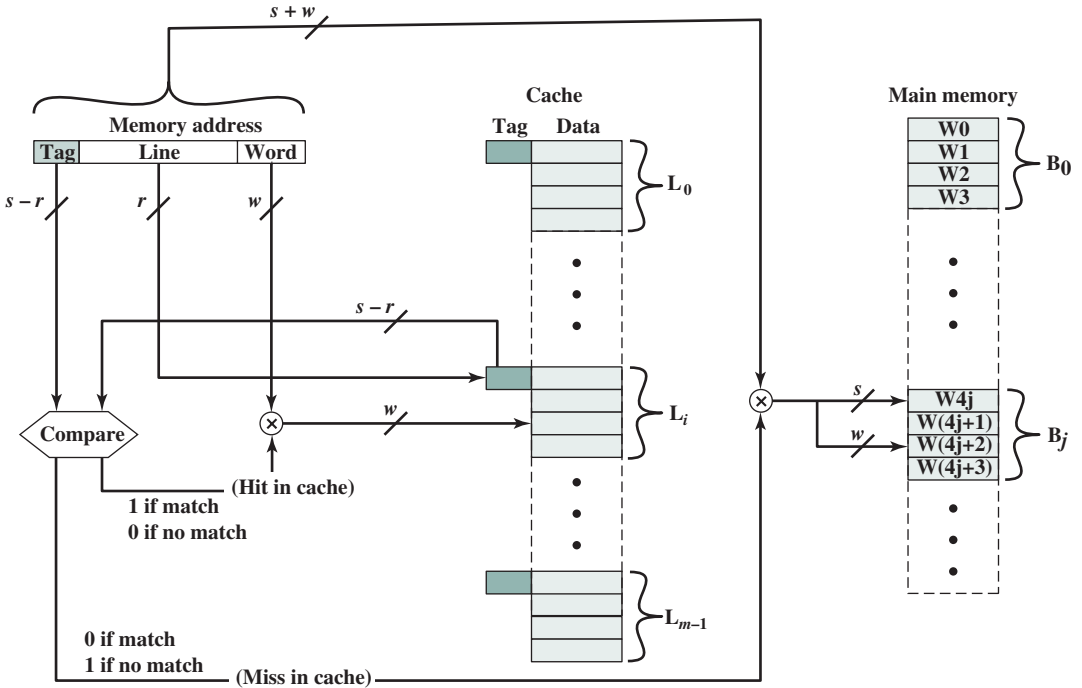 s + w
Cache
Main memory
Memory address
Tag Data
Tag Line Word
W0
W1
W2
W3
B0
L0
s – r
r
w
s – r
W4j
W(4j+1)
W(4j+2)
W(4j+3)
Bj
s
w
Li
w
Compare
(Hit in cache)
1 if match
0 if no match
Lm–1
0 if match
1 if no match
(Miss in cache)